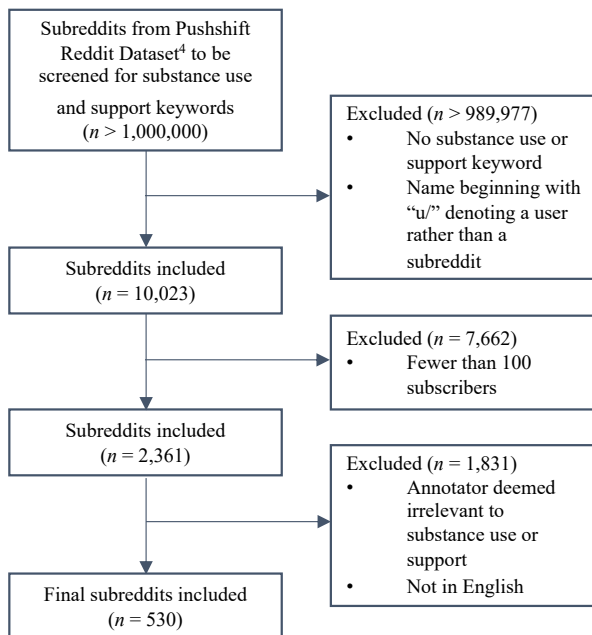 Subreddits from Pushshift
Reddit Dataset4 to be
screened for substance use
and support keywords
(n > 1,000,000)
Excluded (n > 989,977)
• No substance use or
support keyword
• Name beginning with
“u/” denoting a user
rather than a
subreddit
Subreddits included
(n = 10,023)
Excluded (n = 7,662)
• Fewer than 100
subscribers
Subreddits included
(n = 2,361)
Excluded (n = 1,831)
• Annotator deemed
irrelevant to
substance use or
support
• Not in English
Final subreddits included
(n = 530)